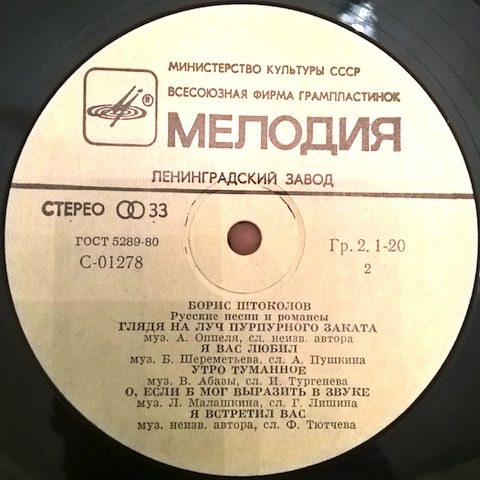 МИНИСТЕРСТВО КУЛЬТУРЫ СССР
ВСЕСОЮЗНАЯ ФИРМА ГРАМПЛАСТИНОК
®
МЕЛОДИЯ
ЛЕНИНГРАДСКИЙ ЗАВОД
СТЕРЕО 33
ГОСТ 5289-80
Гр. 2. 1-20
С-01278
2
БОРИС ШТОКОЛОВ
Русские песни и романсы
ГЛЯДЯ НА ЛУЧ ПУРПУРНОГО ЗАКАТА
муз. А. Оппеля, сл. неизв. автора
Я ВАС ЛЮБИЛ
муз. Б. Шереметьева, сл. А. Пушкина
УТРО ТУМАННОЕ
муз. В. Абазы, сл. И. Тургенева
О, ЕСЛИ Б МОГ ВЫРАЗИТЬ В ЗВУКЕ
муз. Л. Малашкина, сл. Г. Лишина
Я ВСТРЕТИЛ ВАС
муз. неизв. автора, сл. Ф. Тютчева